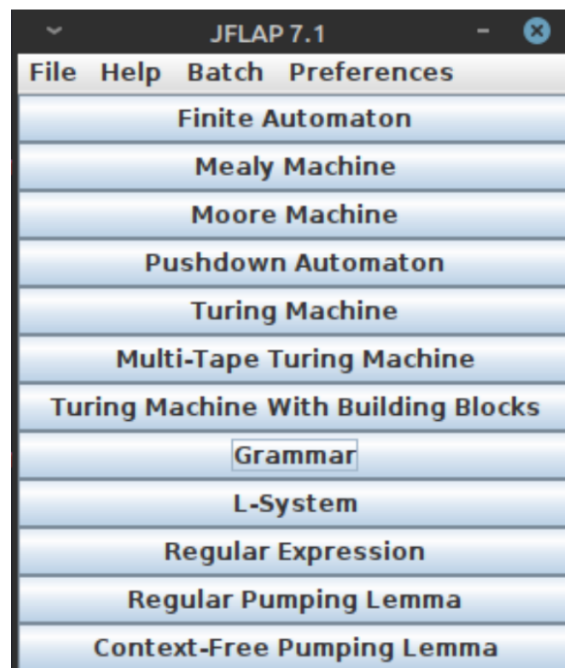 JFLAP 7.1
File Help Batch Preferences
Finite Automaton
Mealy Machine
Moore Machine
Pushdown Automaton
Turing Machine
Multi-Tape Turing Machine
Turing Machine With Building Blocks
Grammar
L-System
Regular Expression
Regular Pumping Lemma
Context-Free Pumping Lemma